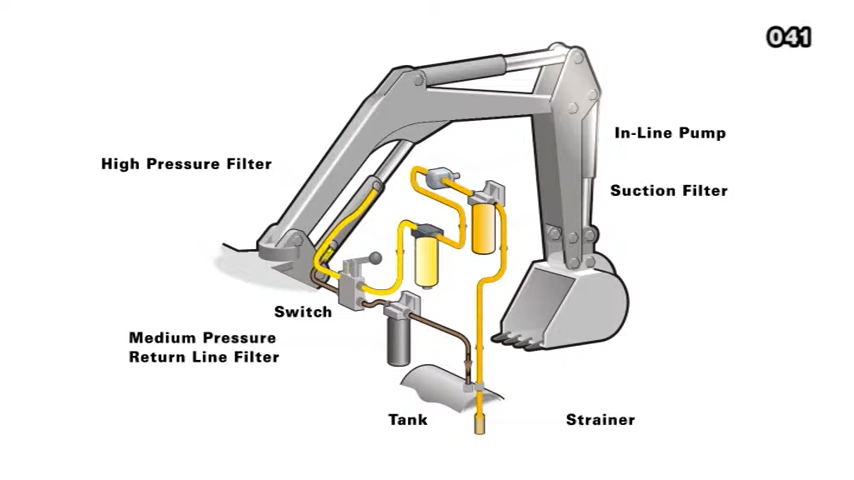 041
In-Line Pump
High Pressure Filter
Suction Filter
Switch
Medium Pressure
Return Line Filter
Tank
Strainer